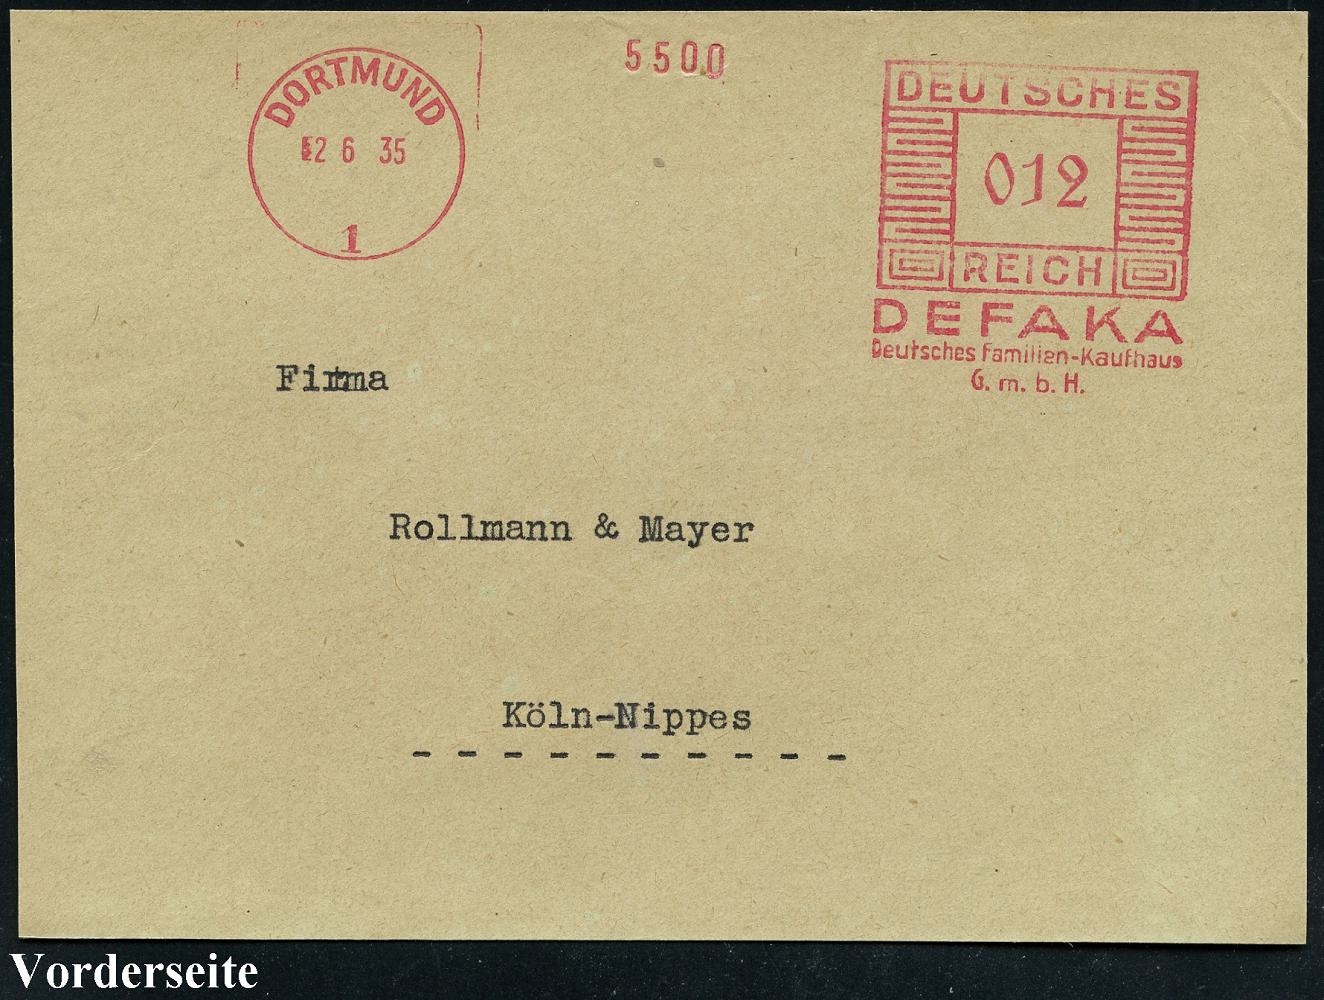 DORTMUND
2 6 35
1
5500
DEUTSCHES
012
REICH
DEFAKA
Deutsches Familien-Kaufhaus
G. m. b. H.
Firma
Rollmann & Mayer
Köln-Nippes
Vorderseite